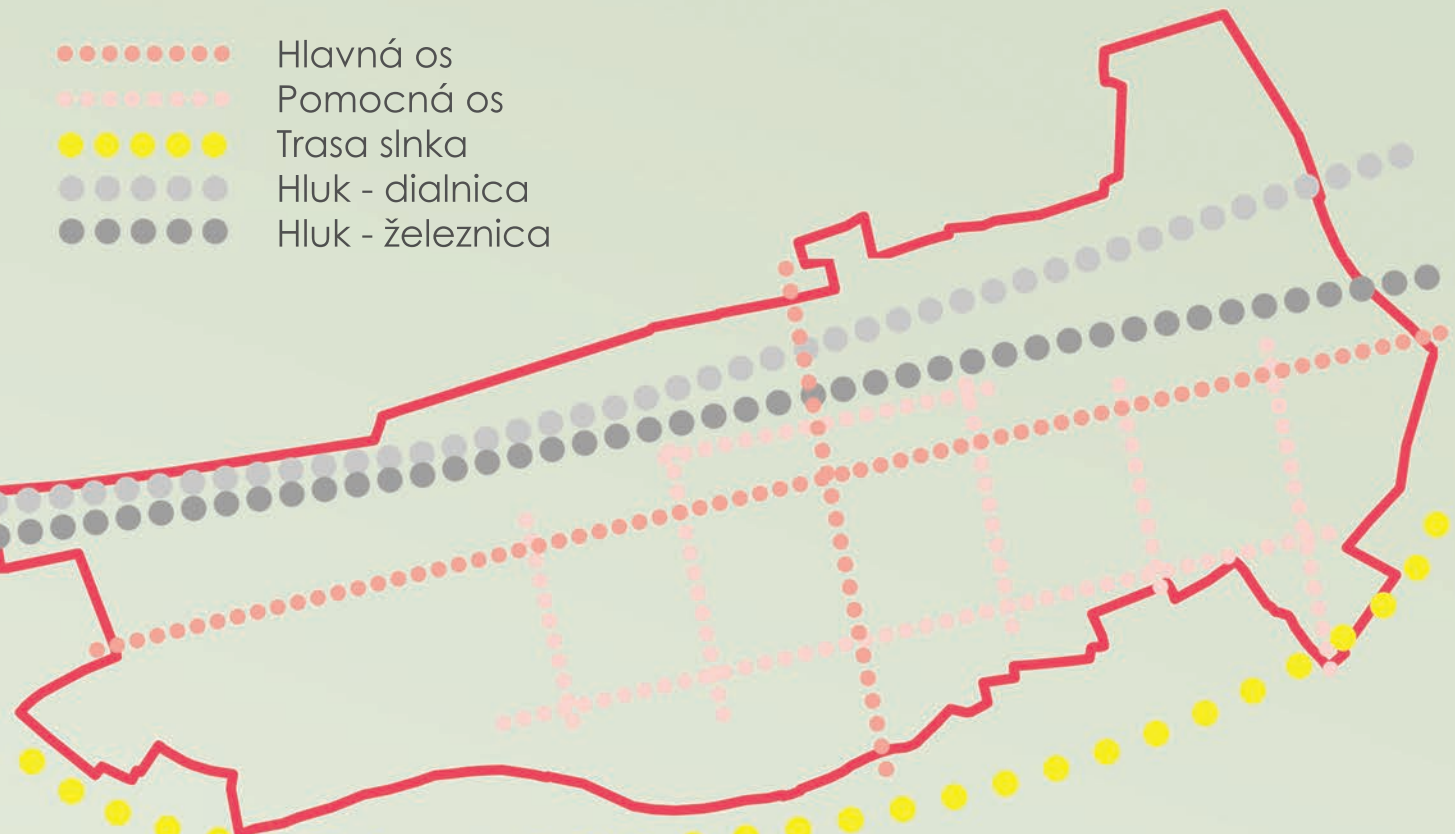 Hlavná os
Pomocná os
Trasa slnka
Hluk - dialnica
Hluk - železnica